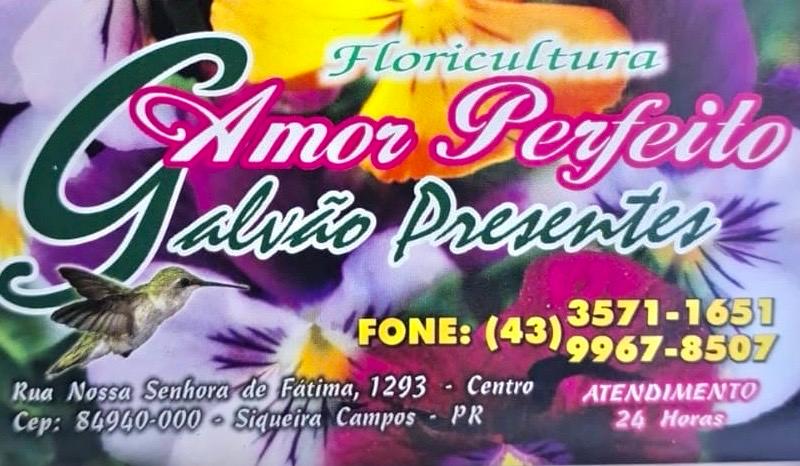 Floricultura
Amor Perfeito
Galvão Presentes
FONE: (43) 3571-1651
9967-8507
Rua Nossa Senhora de Fátima, 1293 - Centro
Cep: 84940-000 - Siqueira Campos - PR
ATENDIMENTO
24 Horas